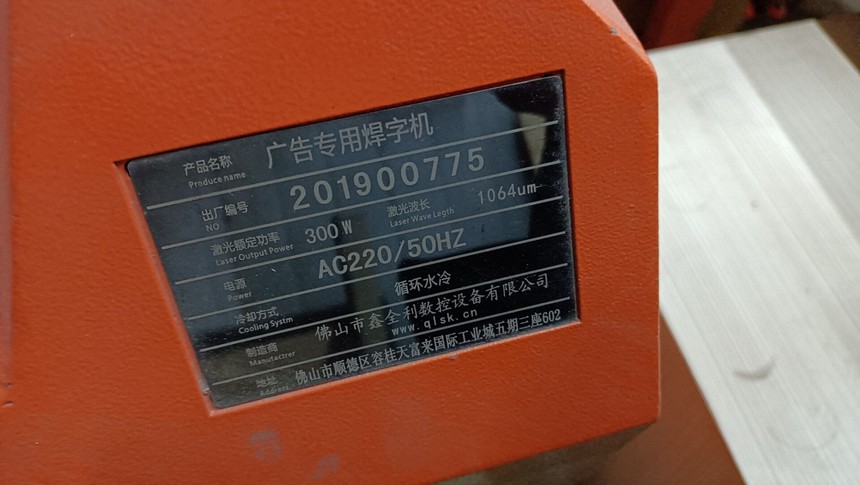 产品名称 广告专用焊字机
Produce name
出厂编号 201900775
NO
激光额定功率 300W 激光波长 1064um
Laser Output Power Laser Wave Legth
电源 AC220/50HZ
Power
冷却方式 循环水冷
Cooling Systm
制造商 佛山市鑫全利数控设备有限公司
Manufactrer www.qlsk.cn
地址 佛山市顺德区容桂天富来国际工业城五期三座602
Address